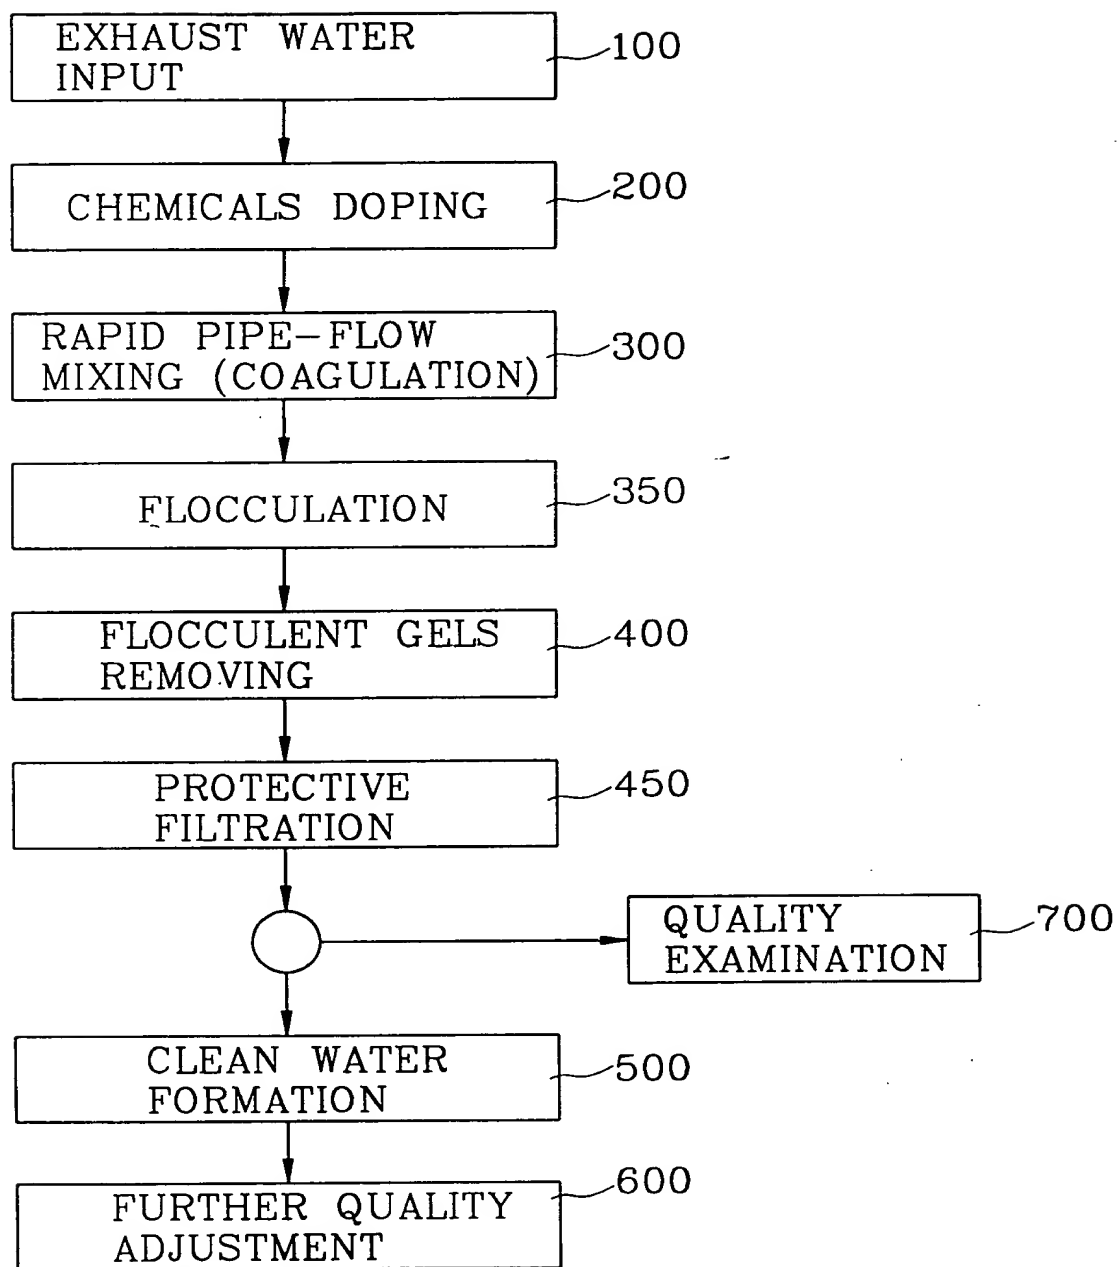 EXHAUST WATER
INPUT
100
CHEMICALS DOPING
200
RAPID PIPE-FLOW
MIXING (COAGULATION)
300
FLOCCULATION
350
FLOCCULENT GELS
REMOVING
400
PROTECTIVE
FILTRATION
450
QUALITY
EXAMINATION
700
CLEAN WATER
FORMATION
500
FURTHER QUALITY
ADJUSTMENT
600